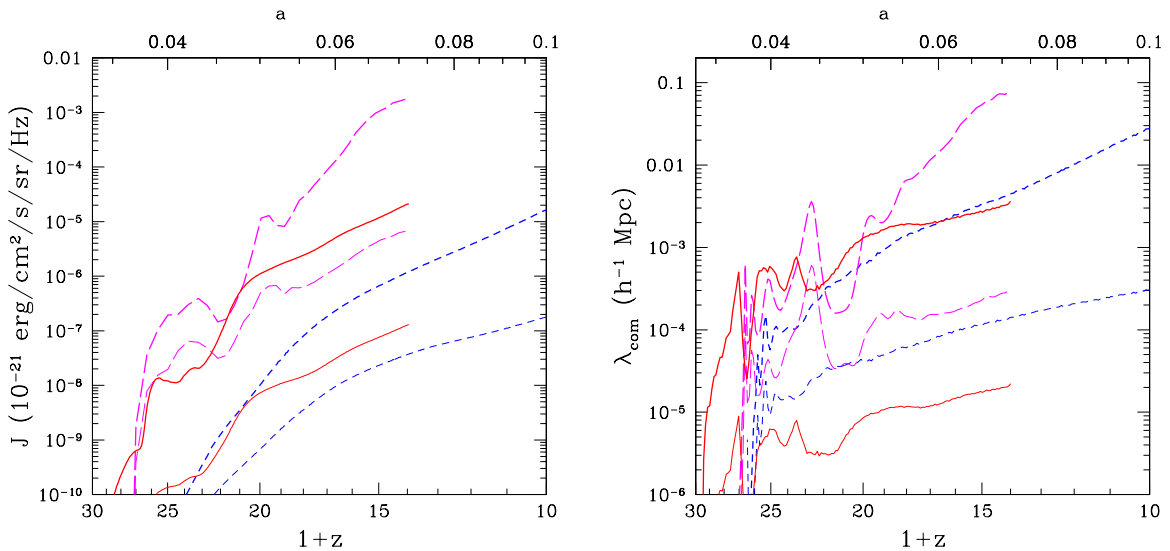 a
0.04 0.06 0.08 0.1
0.01
10⁻³
10⁻⁴
10⁻⁵
10⁻⁶
10⁻⁷
10⁻⁸
10⁻⁹
10⁻¹⁰
J (10⁻²¹ erg/cm²/s/sr/Hz)
30 25 20 15 10
1+z
a
0.04 0.06 0.08 0.1
0.1
0.01
10⁻³
10⁻⁴
10⁻⁵
10⁻⁶
λcom (h⁻¹ Mpc)
30 25 20 15 10
1+z